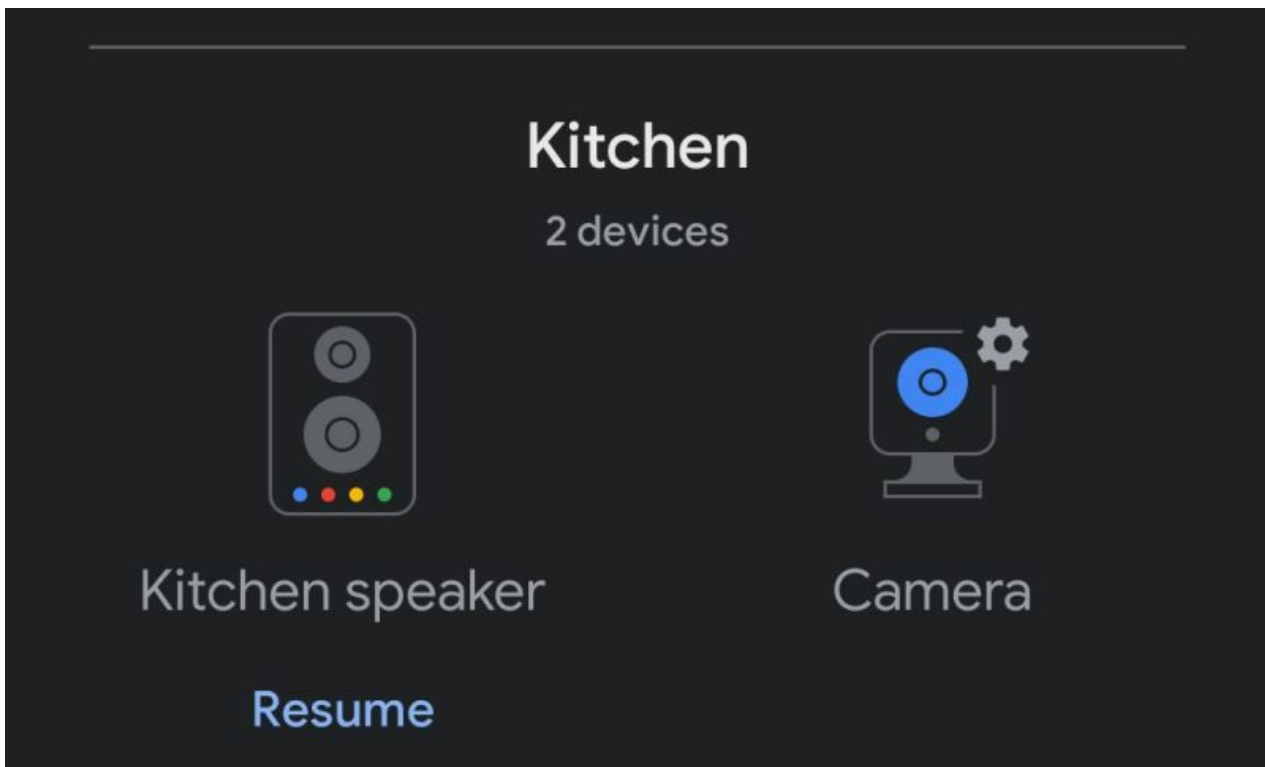 Kitchen
2 devices
Kitchen speaker
Camera
Resume